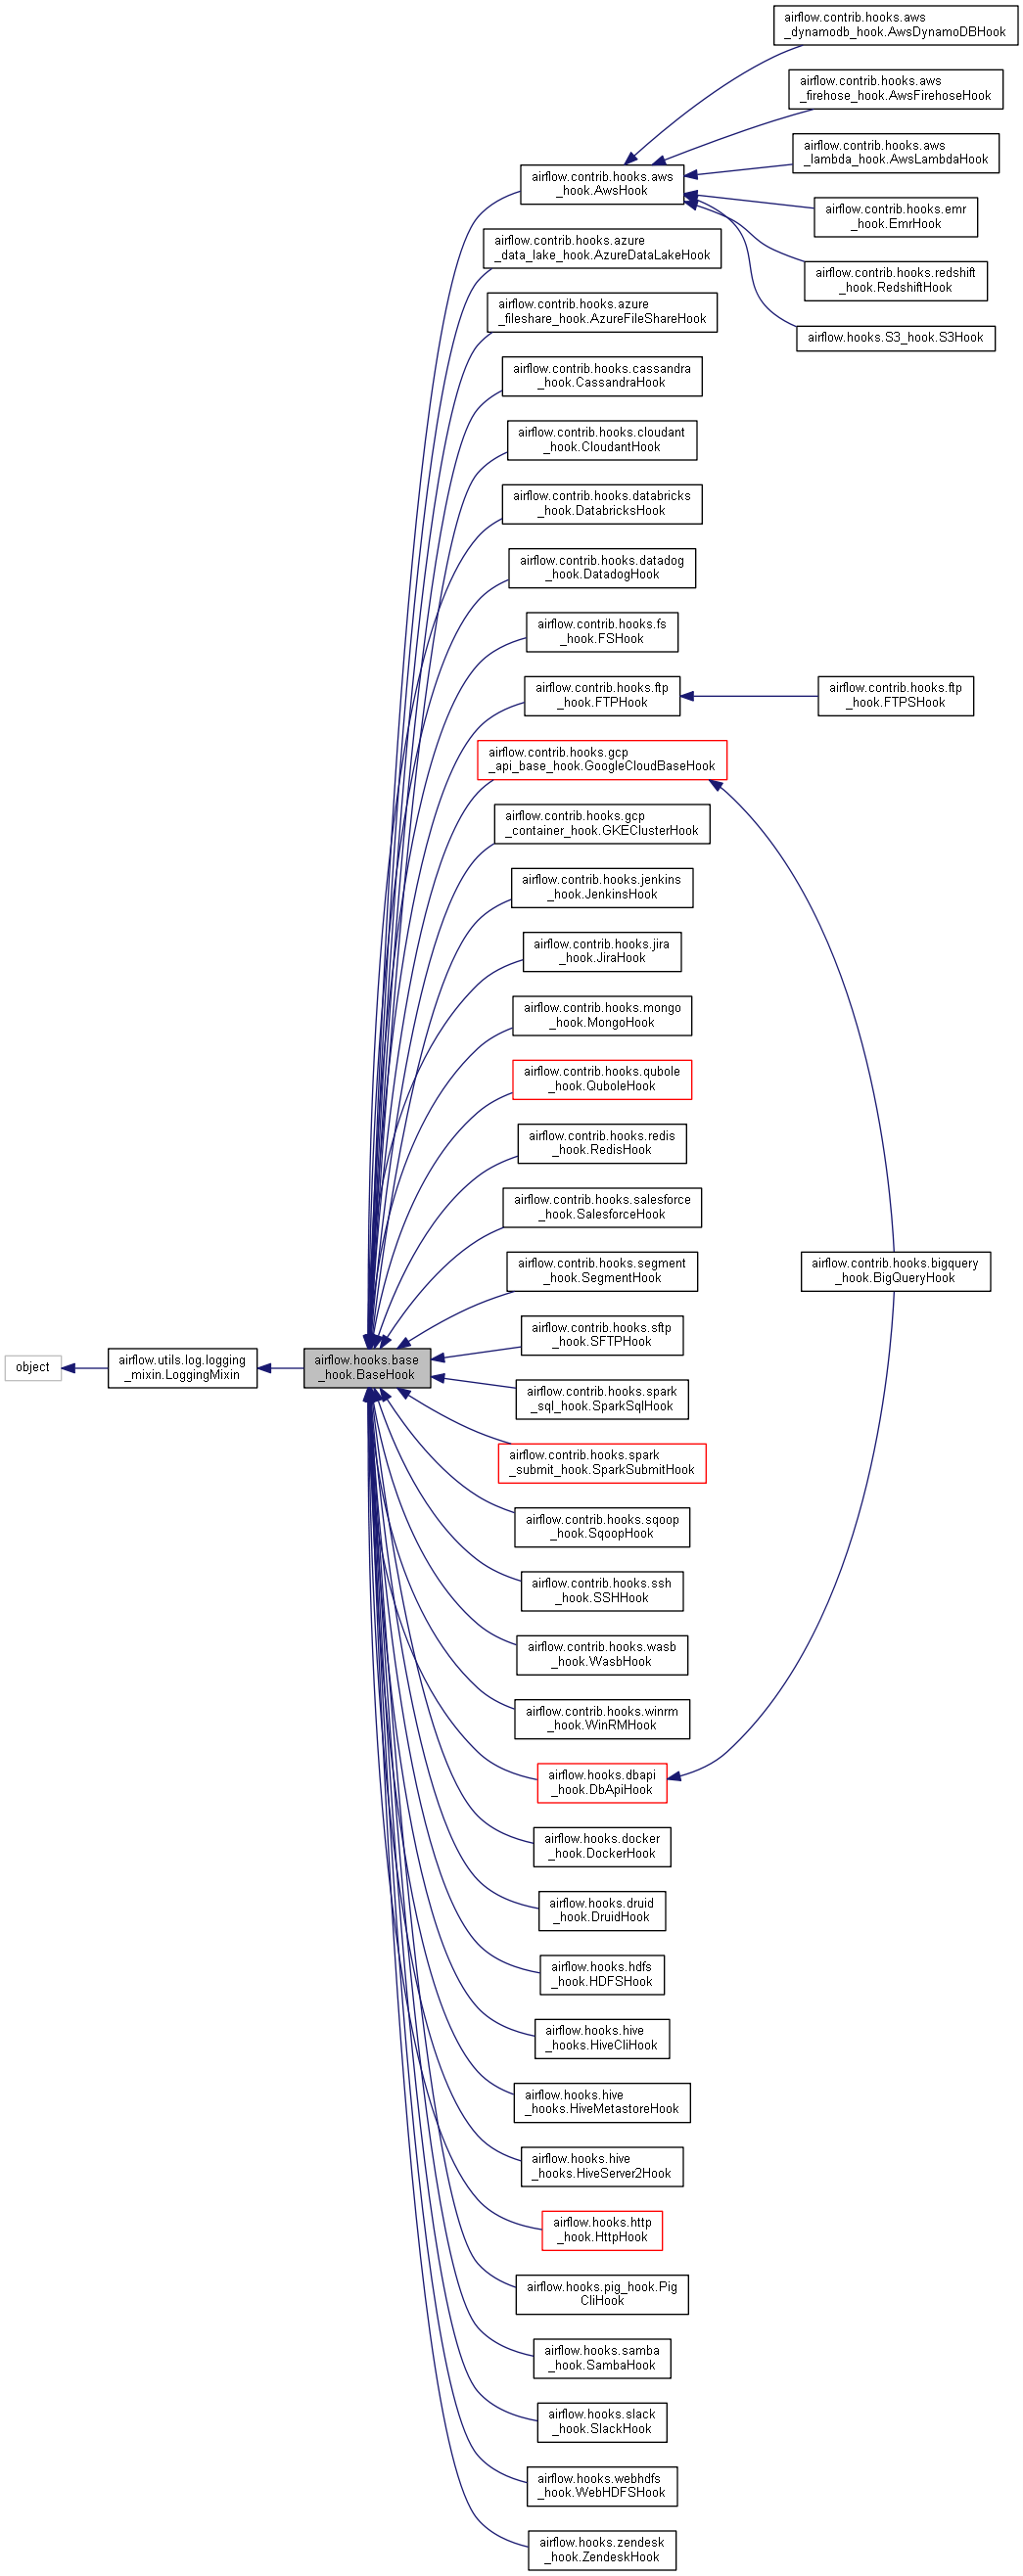 airflow.contrib.hooks.aws
_dynamodb_hook.AwsDynamoDBHook
airflow.contrib.hooks.aws
_firehose_hook.AwsFirehoseHook
airflow.contrib.hooks.aws
_lambda_hook.AwsLambdaHook
airflow.contrib.hooks.aws
_hook.AwsHook
airflow.contrib.hooks.emr
_hook.EmrHook
airflow.contrib.hooks.azure
_data_lake_hook.AzureDataLakeHook
airflow.contrib.hooks.redshift
_hook.RedshiftHook
airflow.contrib.hooks.azure
_fileshare_hook.AzureFileShareHook
airflow.hooks.S3_hook.S3Hook
airflow.contrib.hooks.cassandra
_hook.CassandraHook
airflow.contrib.hooks.cloudant
_hook.CloudantHook
airflow.contrib.hooks.databricks
_hook.DatabricksHook
airflow.contrib.hooks.datadog
_hook.DatadogHook
airflow.contrib.hooks.fs
_hook.FSHook
airflow.contrib.hooks.ftp
_hook.FTPHook
airflow.contrib.hooks.ftp
_hook.FTPSHook
airflow.contrib.hooks.gcp
_api_base_hook.GoogleCloudBaseHook
airflow.contrib.hooks.gcp
_container_hook.GKEClusterHook
airflow.contrib.hooks.jenkins
_hook.JenkinsHook
airflow.contrib.hooks.jira
_hook.JiraHook
airflow.contrib.hooks.mongo
_hook.MongoHook
airflow.contrib.hooks.qubole
_hook.QuboleHook
airflow.contrib.hooks.redis
_hook.RedisHook
airflow.contrib.hooks.salesforce
_hook.SalesforceHook
airflow.contrib.hooks.segment
_hook.SegmentHook
airflow.contrib.hooks.bigquery
_hook.BigQueryHook
airflow.contrib.hooks.sftp
_hook.SFTPHook
object
airflow.utils.log.logging
_mixin.LoggingMixin
airflow.hooks.base
_hook.BaseHook
airflow.contrib.hooks.spark
_sql_hook.SparkSqlHook
airflow.contrib.hooks.spark
_submit_hook.SparkSubmitHook
airflow.contrib.hooks.sqoop
_hook.SqoopHook
airflow.contrib.hooks.ssh
_hook.SSHHook
airflow.contrib.hooks.wasb
_hook.WasbHook
airflow.contrib.hooks.winrm
_hook.WinRMHook
airflow.hooks.dbapi
_hook.DbApiHook
airflow.hooks.docker
_hook.DockerHook
airflow.hooks.druid
_hook.DruidHook
airflow.hooks.hdfs
_hook.HDFSHook
airflow.hooks.hive
_hooks.HiveCliHook
airflow.hooks.hive
_hooks.HiveMetastoreHook
airflow.hooks.hive
_hooks.HiveServer2Hook
airflow.hooks.http
_hook.HttpHook
airflow.hooks.pig_hook.Pig
CliHook
airflow.hooks.samba
_hook.SambaHook
airflow.hooks.slack
_hook.SlackHook
airflow.hooks.webhdfs
_hook.WebHDFSHook
airflow.hooks.zendesk
_hook.ZendeskHook